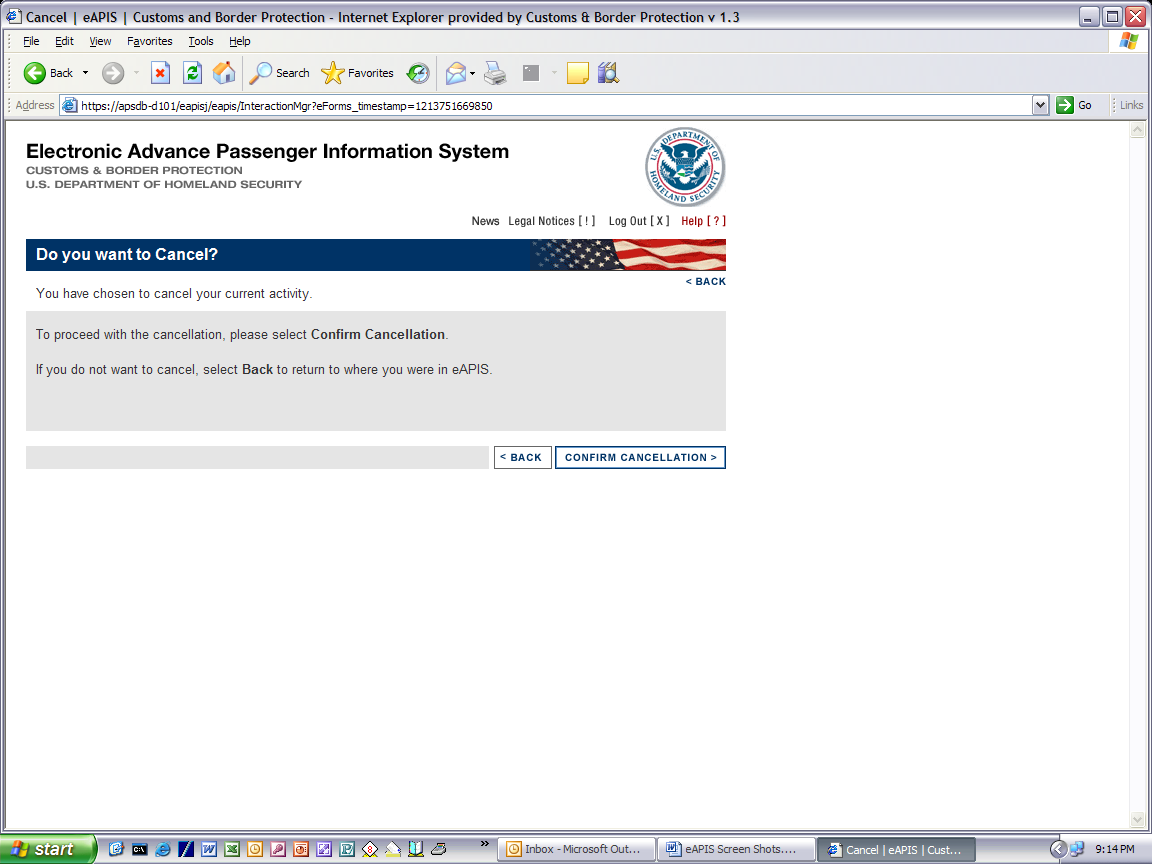 Cancel | eAPIS | Customs and Border Protection - Internet Explorer provided by Customs & Border Protection v 1.3
File Edit View Favorites Tools Help
Back Search Favorites
Address https://apsdb-d101/eapisj/eapis/InteractionMgr?eForms_timestamp=1213751669850 Go Links
Electronic Advance Passenger Information System
CUSTOMS & BORDER PROTECTION
U.S. DEPARTMENT OF HOMELAND SECURITY
U.S. DEPARTMENT OF HOMELAND SECURITY
News Legal Notices [ ! ] Log Out [ X ] Help [ ? ]
Do you want to Cancel?
< BACK
You have chosen to cancel your current activity.
To proceed with the cancellation, please select Confirm Cancellation.
If you do not want to cancel, select Back to return to where you were in eAPIS.
< BACK CONFIRM CANCELLATION >
start » Inbox - Microsoft Out... eAPIS Screen Shots.... Cancel | eAPIS | Cust... 9:14 PM